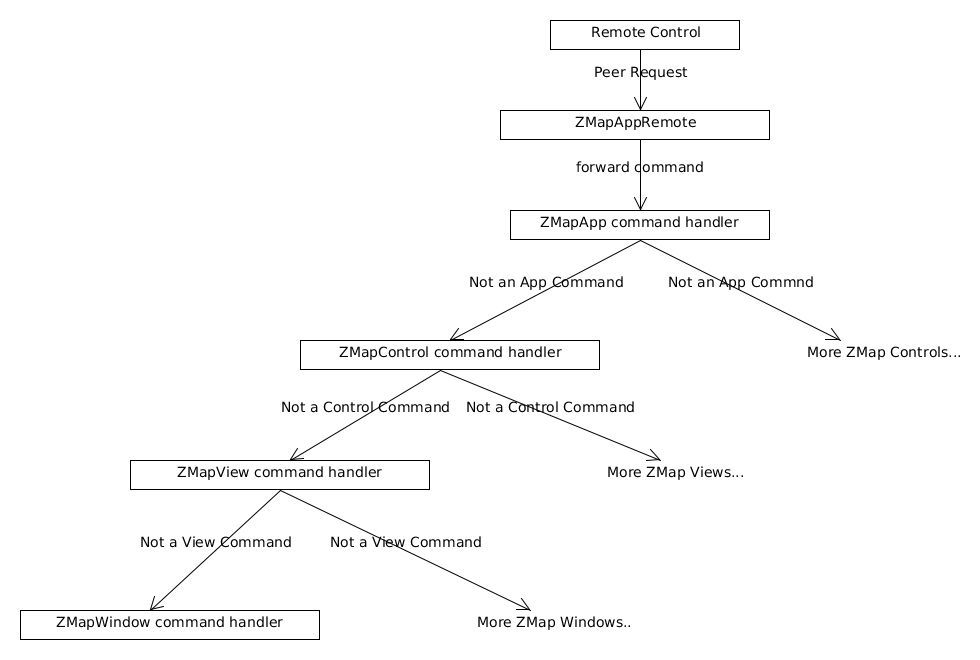 Remote Control
Peer Request
ZMapAppRemote
forward command
ZMapApp command handler
Not an App Command
Not an App Commnd
ZMapControl command handler
More ZMap Controls...
Not a Control Command
Not a Control Command
ZMapView command handler
More ZMap Views...
Not a View Command
Not a View Command
ZMapWindow command handler
More ZMap Windows..